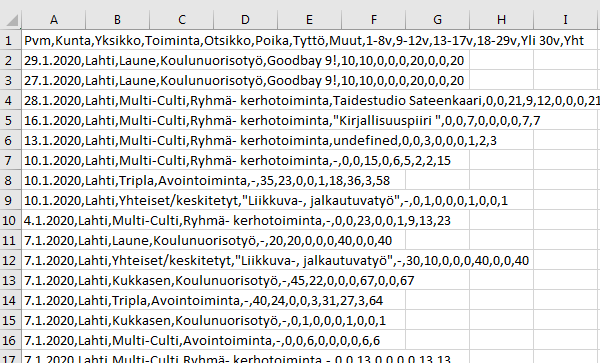 A B C D E F G H I
1 Pvm,Kunta,Yksikko,Toiminta,Otsikko,Poika,Tyttö,Muut,1-8v,9-12v,13-17v,18-29v,Yli 30v,Yht
2 29.1.2020,Lahti,Laune,Koulunuorisotyö,Goodbay 9!,10,10,0,0,0,20,0,0,20
3 27.1.2020,Lahti,Laune,Koulunuorisotyö,Goodbay 9!,10,10,0,0,0,20,0,0,20
4 28.1.2020,Lahti,Multi-Culti,Ryhmä- kerhotoiminta,Taidestudio Sateenkaari,0,0,21,9,12,0,0,0,21
5 16.1.2020,Lahti,Multi-Culti,Ryhmä- kerhotoiminta,"Kirjallisuuspiiri ",0,0,7,0,0,0,0,7,7
6 13.1.2020,Lahti,Multi-Culti,Ryhmä- kerhotoiminta,undefined,0,0,3,0,0,0,1,2,3
7 10.1.2020,Lahti,Multi-Culti,Ryhmä- kerhotoiminta,-,0,0,15,0,6,5,2,2,15
8 10.1.2020,Lahti,Tripla,Avointoiminta,-,35,23,0,0,1,18,36,3,58
9 10.1.2020,Lahti,Yhteiset/keskitetyt,"Liikkuva-, jalkautuvatyö",-,0,1,0,0,0,1,0,0,1
10 4.1.2020,Lahti,Multi-Culti,Ryhmä- kerhotoiminta,-,0,0,23,0,0,1,9,13,23
11 7.1.2020,Lahti,Laune,Koulunuorisotyö,-,20,20,0,0,0,40,0,0,40
12 7.1.2020,Lahti,Yhteiset/keskitetyt,"Liikkuva-, jalkautuvatyö",-,30,10,0,0,0,40,0,0,40
13 7.1.2020,Lahti,Kukkasen,Koulunuorisotyö,-,45,22,0,0,0,67,0,0,67
14 7.1.2020,Lahti,Tripla,Avointoiminta,-,40,24,0,0,3,31,27,3,64
15 7.1.2020,Lahti,Kukkasen,Koulunuorisotyö,-,0,1,0,0,0,1,0,0,1
16 7.1.2020,Lahti,Multi-Culti,Avointoiminta,-,0,0,6,0,0,0,0,6,6
17 7.1.2020,Lahti,Multi-Culti,Ryhmä- kerhotoiminta,-,0,0,13,0,0,0,0,13,13